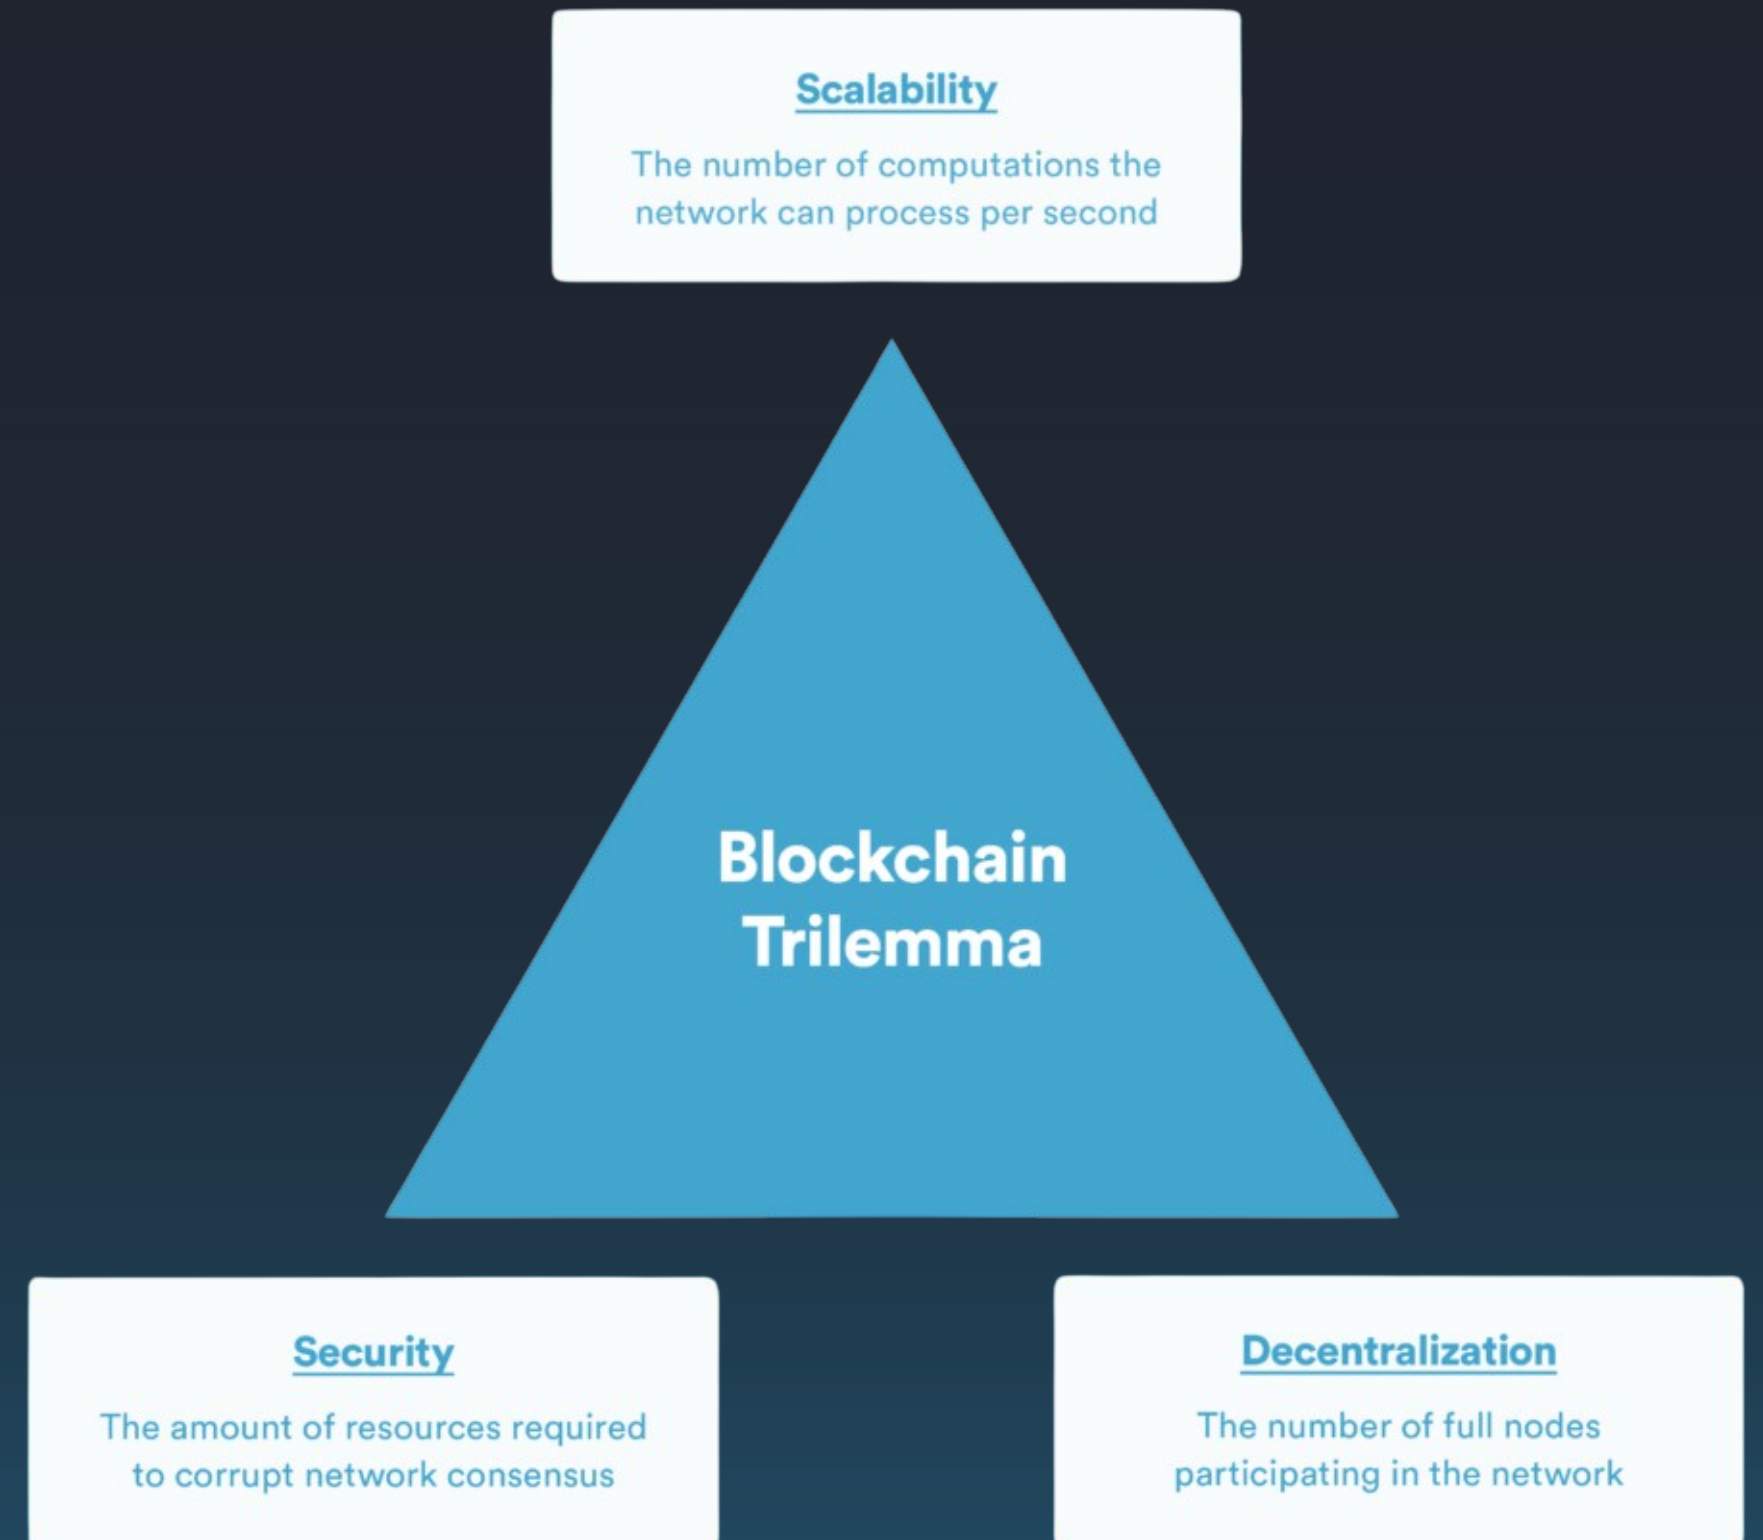 Scalability
The number of computations the
network can process per second
Blockchain
Trilemma
Security
The amount of resources required
to corrupt network consensus
Decentralization
The number of full nodes
participating in the network